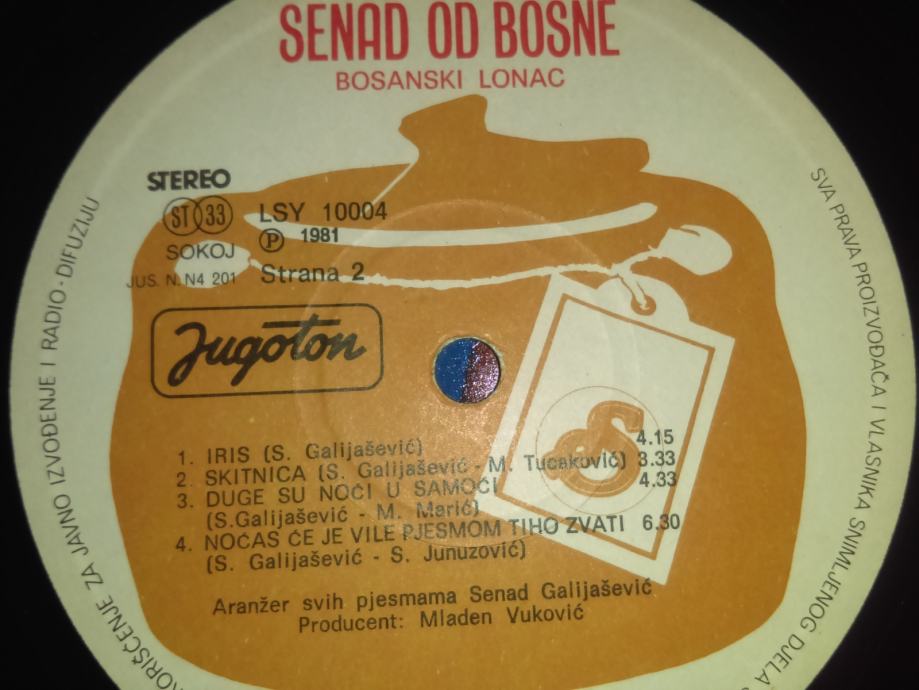 SENAD OD BOSNE
BOSANSKI LONAC
STEREO
ST 33
LSY 10004
SOKOJ
Ⓟ 1981
JUS. N. N4 201
Strana 2
Jugoton
1. IRIS (S. Galijašević) 4.15
2. SKITNICA (S. Galijašević - M. Tucaković) 3.33
3. DUGE SU NOĆI U SAMOĆI 4.33
(S.Galijašević - M. Marić)
4. NOĆAS ĆE JE VILE PJESMOM TIHO ZVATI 6.30
(S. Galijašević - S. Junuzović)
Aranžer svih pjesmama Senad Galijašević
Producent: Mladen Vuković
SVA PRAVA PROIZVOĐAČA I VLASNIKA SNIMLJENOG DJELA
ZA JAVNO IZVOĐENJE I RADIO-DIFUZIJU